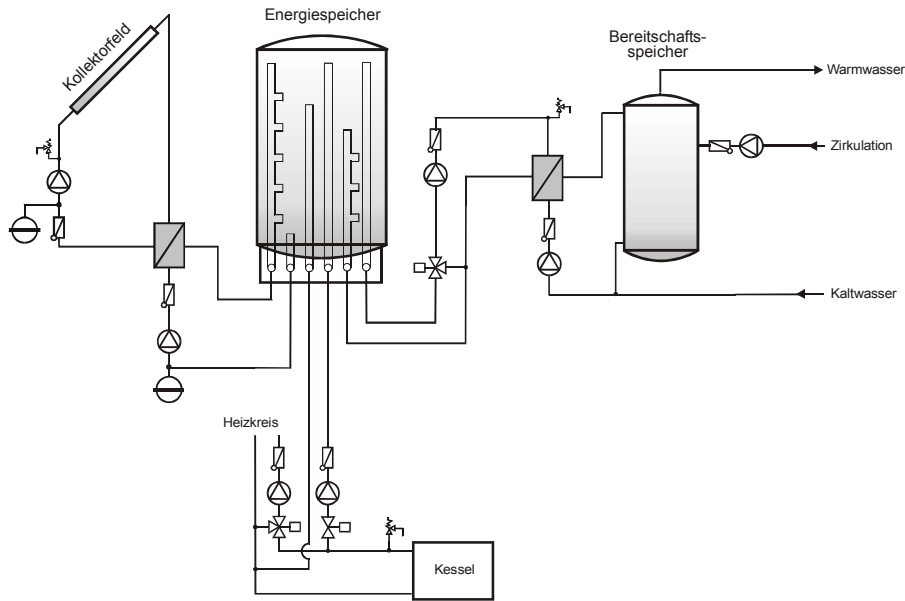 Energiespeicher
Kollektorfeld
Bereitschafts-
speicher
Warmwasser
Zirkulation
Kaltwasser
Heizkreis
Kessel